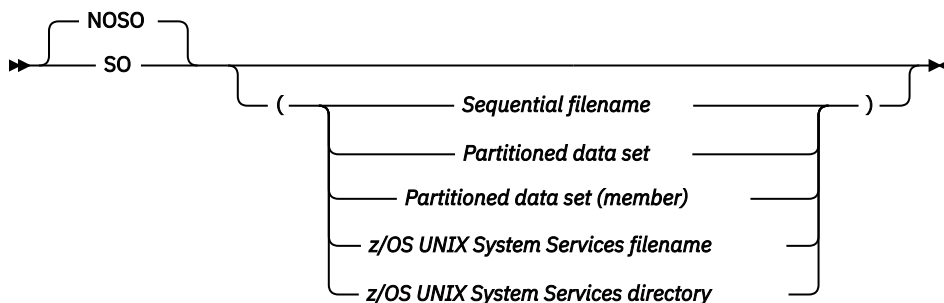 NOSO
SO
( Sequential filename )
Partitioned data set
Partitioned data set (member)
z/OS UNIX System Services filename
z/OS UNIX System Services directory